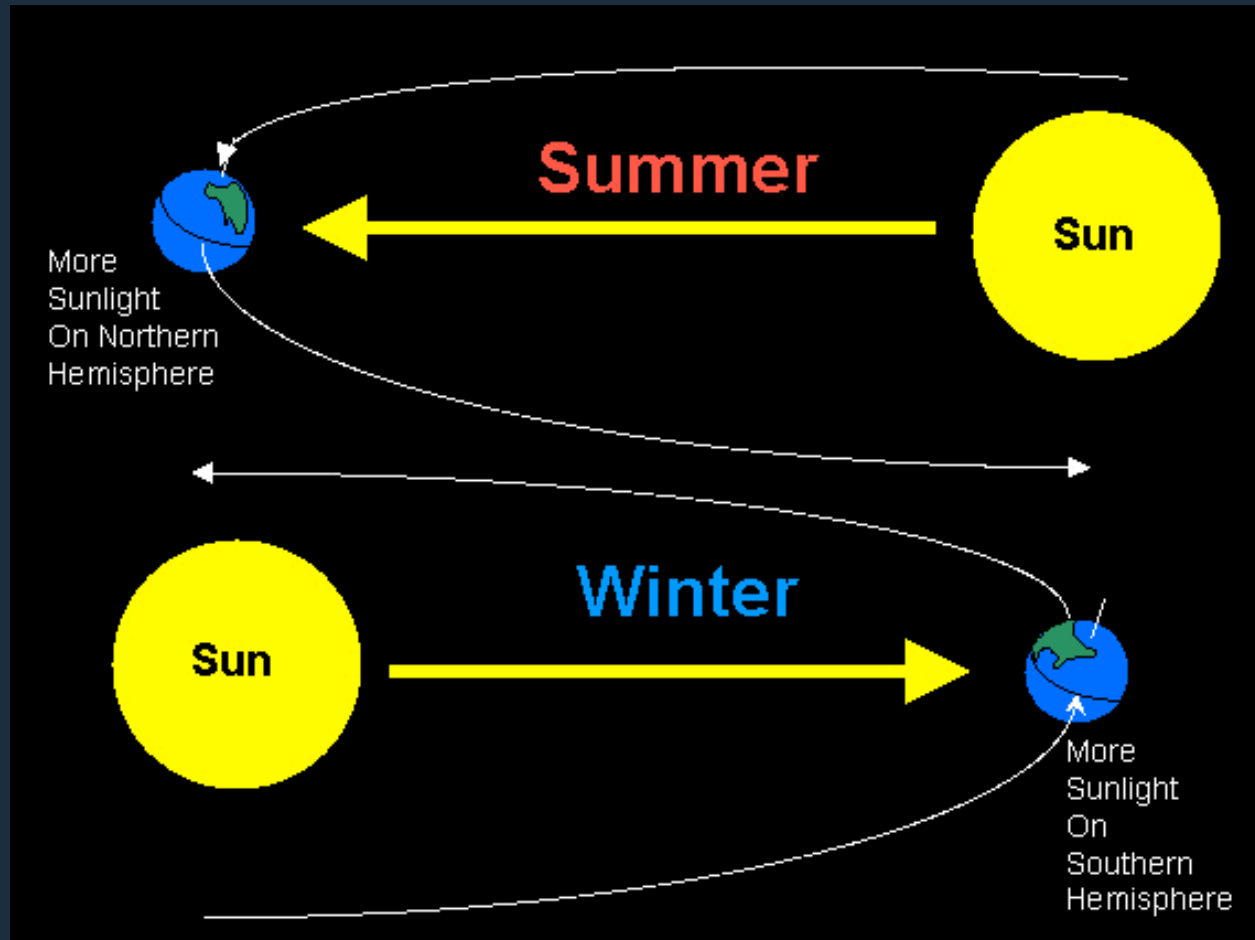 Summer
Sun
More
Sunlight
On Northern
Hemisphere
Winter
Sun
More
Sunlight
On
Southern
Hemisphere